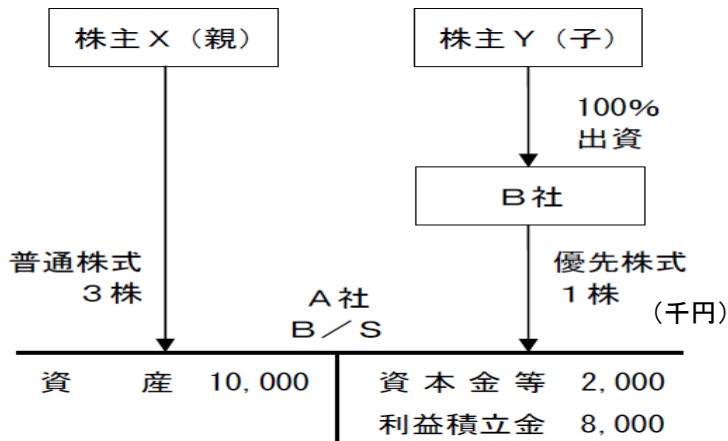 株主X（親）
株主Y（子）
100%
出資
B社
普通株式
3株
優先株式
1株
A社
B／S
（千円）
資産 10,000
資本金等 2,000
利益積立金 8,000